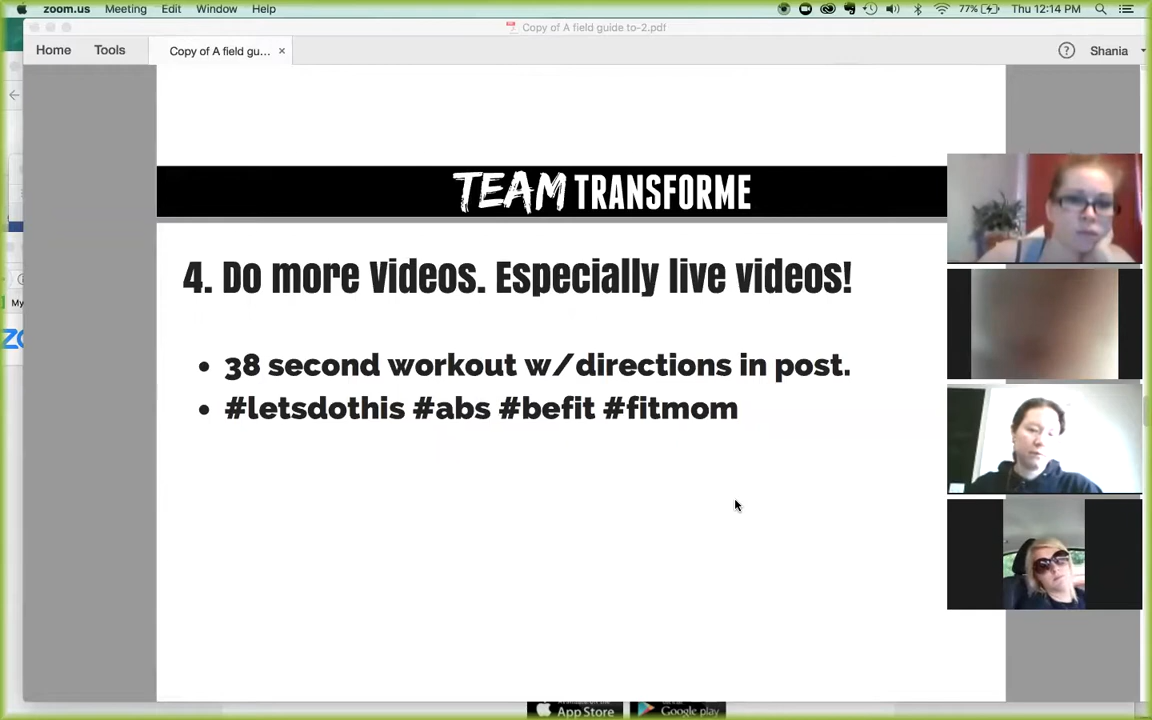 zoom.us Meeting Edit Window Help 77% Thu 12:14 PM
Copy of A field guide to-2.pdf
Home Tools Copy of A field gu... × ? Shania
TEAM TRANSFORME
4. Do more Videos. Especially live videos!
• 38 second workout w/directions in post.
• #letsdothis #abs #befit #fitmom
My
App Store Google play